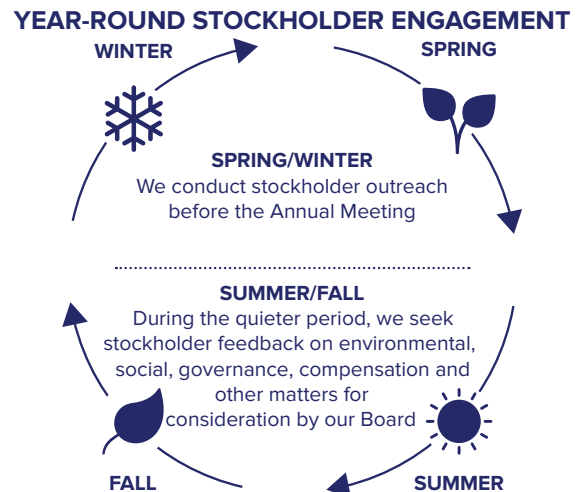 YEAR-ROUND STOCKHOLDER ENGAGEMENT
WINTER
SPRING
SPRING/WINTER
We conduct stockholder outreach
before the Annual Meeting
SUMMER/FALL
During the quieter period, we seek
stockholder feedback on environmental,
social, governance, compensation and
other matters for
consideration by our Board
FALL
SUMMER